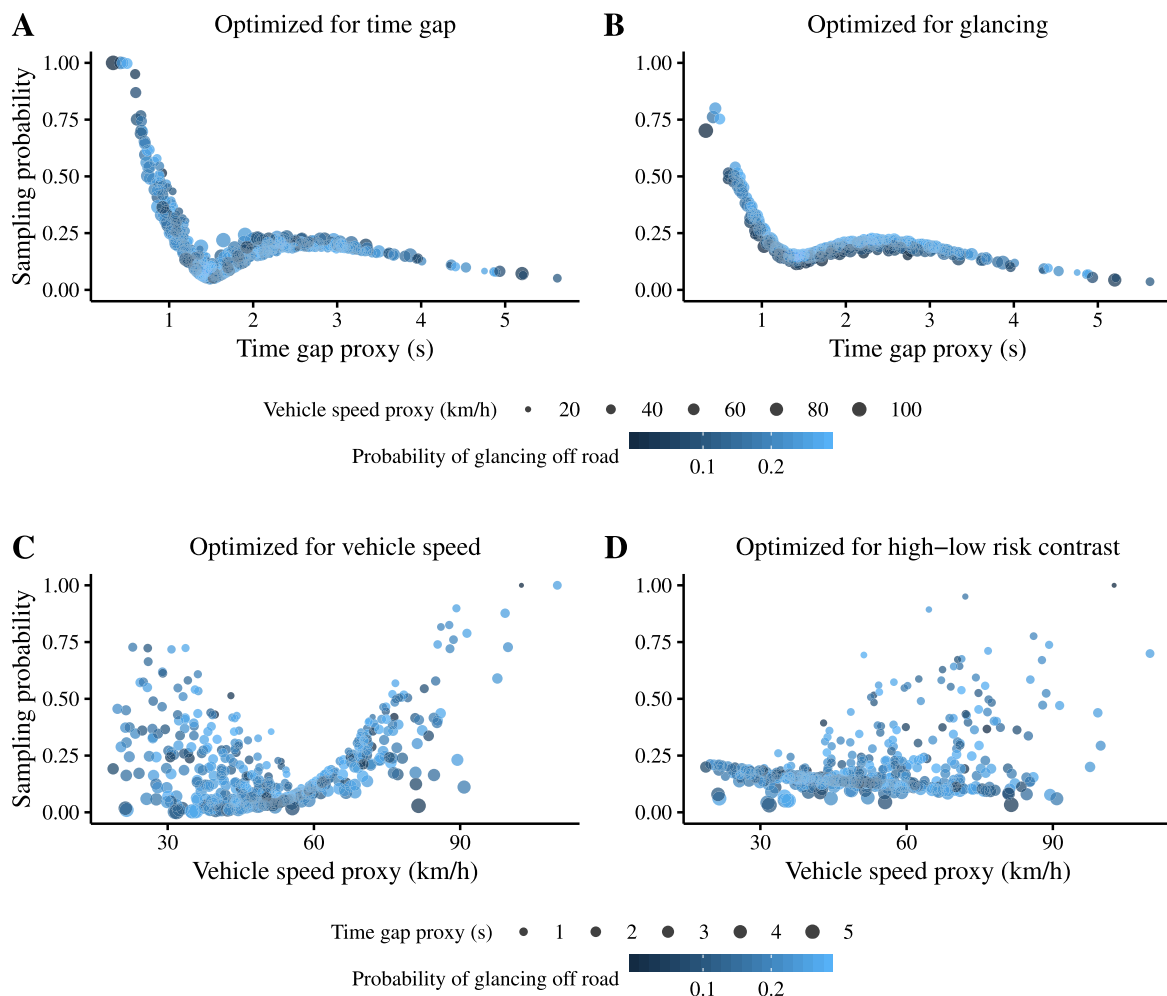 A Optimized for time gap
B Optimized for glancing
Sampling probability
1.00
0.75
0.50
0.25
0.00
1 2 3 4 5
Time gap proxy (s)
1.00
0.75
0.50
0.25
0.00
1 2 3 4 5
Time gap proxy (s)
Vehicle speed proxy (km/h) 20 40 60 80 100
Probability of glancing off road 0.1 0.2
C Optimized for vehicle speed
D Optimized for high−low risk contrast
Sampling probability
1.00
0.75
0.50
0.25
0.00
30 60 90
Vehicle speed proxy (km/h)
1.00
0.75
0.50
0.25
0.00
30 60 90
Vehicle speed proxy (km/h)
Time gap proxy (s) 1 2 3 4 5
Probability of glancing off road 0.1 0.2